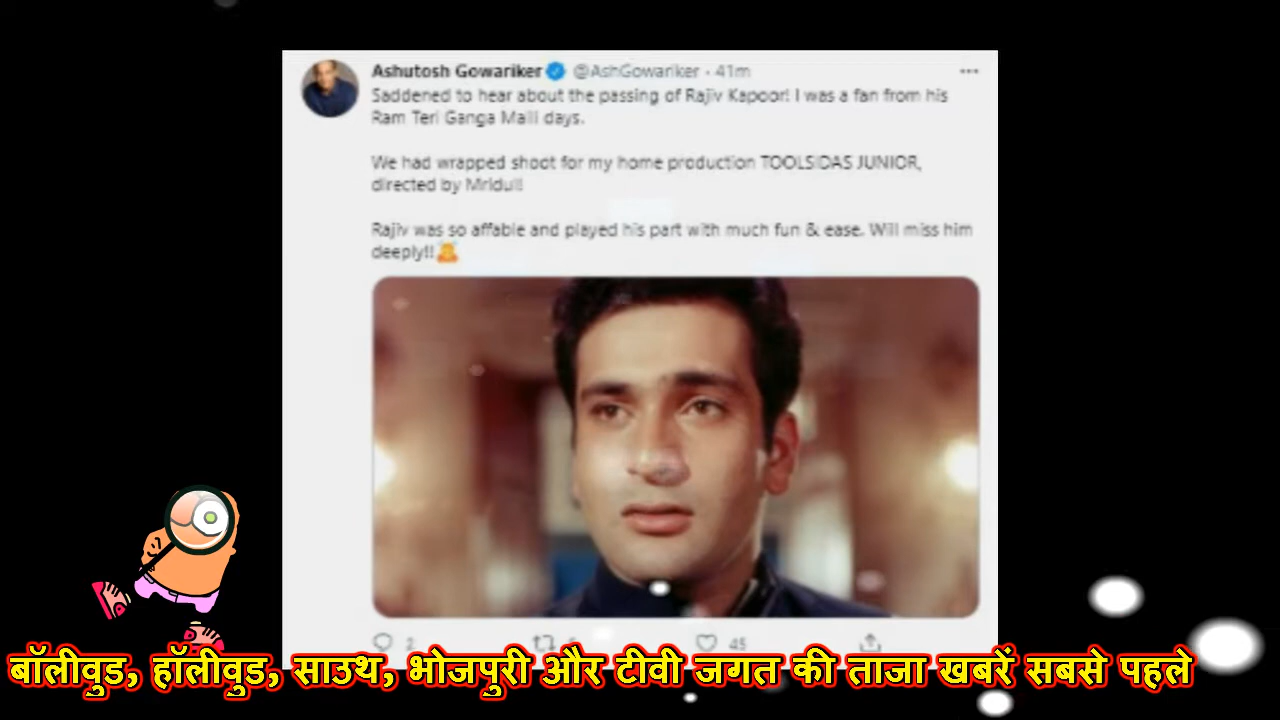 Ashutosh Gowariker @AshGowariker · 41m
Saddened to hear about the passing of Rajiv Kapoor! I was a fan from his
Ram Teri Ganga Maili days.
We had wrapped shoot for my home production TOOLSIDAS JUNIOR,
directed by Mridul!
Rajiv was so affable and played his part with much fun & ease. Will miss him
deeply!!
2
45
बॉलीवुड, हॉलीवुड, साउथ, भोजपुरी और टीवी जगत की ताजा खबरें सबसे पहले